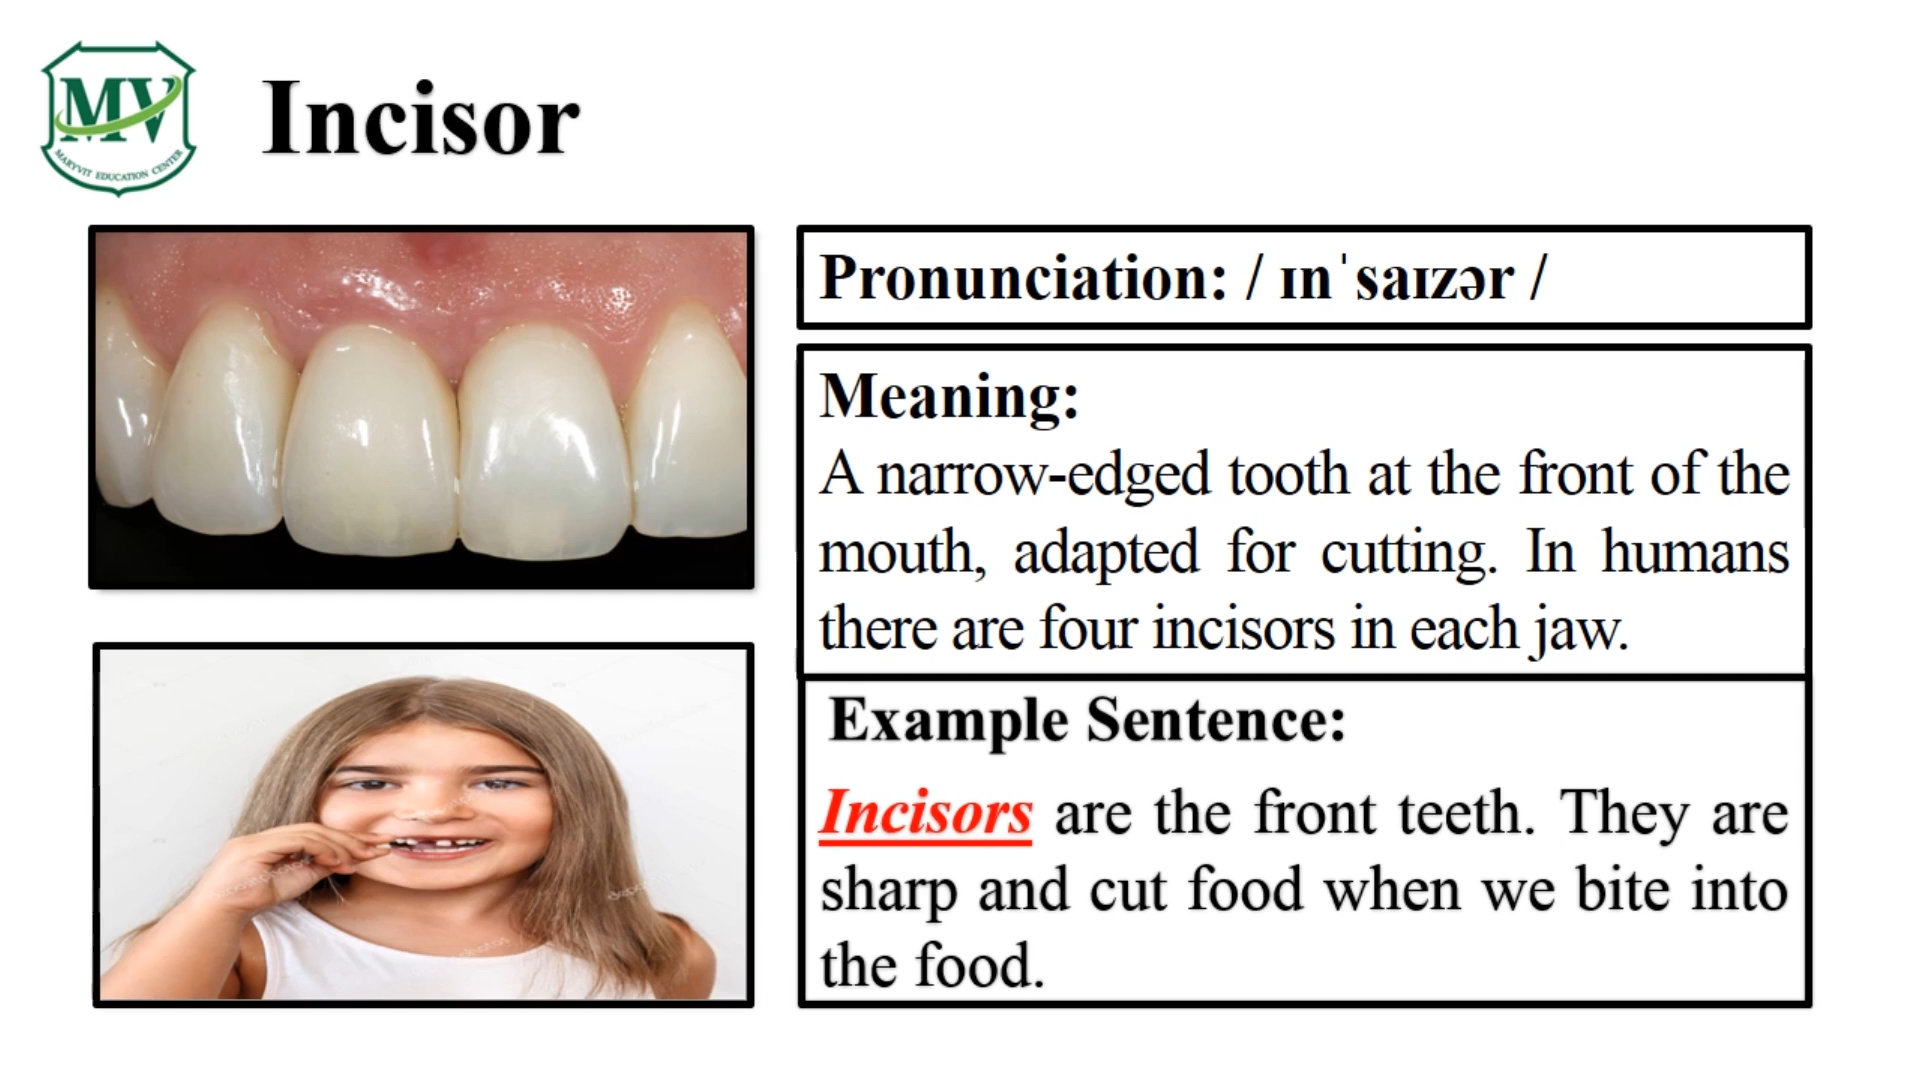 MV
MARYVIT EDUCATION CENTER
Incisor
Pronunciation: / ɪnˈsaɪzər /
Meaning:
A narrow-edged tooth at the front of the
mouth, adapted for cutting. In humans
there are four incisors in each jaw.
Example Sentence:
Incisors are the front teeth. They are
sharp and cut food when we bite into
the food.